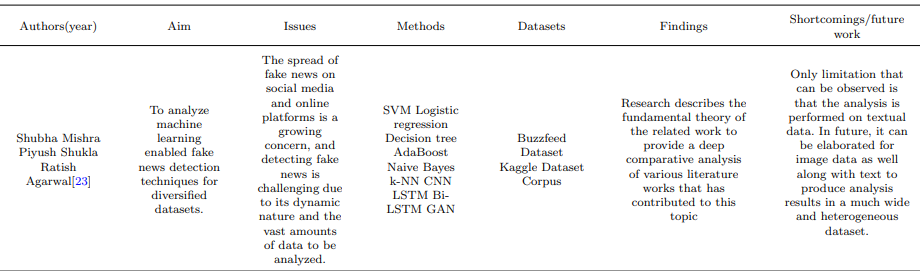 Authors(year)
Aim
Issues
Methods
Datasets
Findings
Shortcomings/future
work
Shubha Mishra
Piyush Shukla
Ratish
Agarwal[23]
To analyze
machine
learning
enabled fake
news detection
techniques for
diversified
datasets.
The spread of
fake news on
social media
and online
platforms is a
growing
concern, and
detecting fake
news is
challenging due
to its dynamic
nature and the
vast amounts
of data to be
analyzed.
SVM Logistic
regression
Decision tree
AdaBoost
Naive Bayes
k-NN CNN
LSTM Bi-
LSTM GAN
Buzzfeed
Dataset
Kaggle Dataset
Corpus
Research describes the
fundamental theory of
the related work to
provide a deep
comparative analysis
of various literature
works that has
contributed to this
topic
Only limitation that
can be observed is
that the analysis is
performed on textual
data. In future, it can
be elaborated for
image data as well
along with text to
produce analysis
results in a much wide
and heterogeneous
dataset.